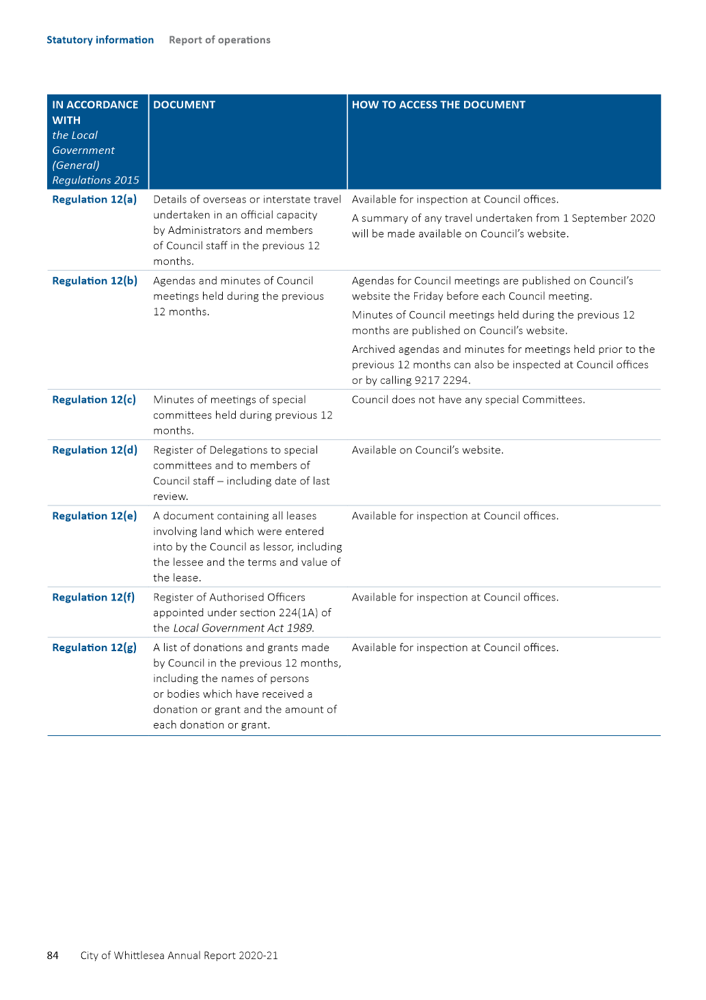 Statutory information Report of operations
IN ACCORDANCE
WITH
the Local
Government
(General)
Regulations 2015
DOCUMENT
HOW TO ACCESS THE DOCUMENT
Regulation 12(a)
Details of overseas or interstate travel
undertaken in an official capacity
by Administrators and members
of Council staff in the previous 12
months.
Available for inspection at Council offices.
A summary of any travel undertaken from 1 September 2020
will be made available on Council’s website.
Regulation 12(b)
Agendas and minutes of Council
meetings held during the previous
12 months.
Agendas for Council meetings are published on Council’s
website the Friday before each Council meeting.
Minutes of Council meetings held during the previous 12
months are published on Council’s website.
Archived agendas and minutes for meetings held prior to the
previous 12 months can also be inspected at Council offices
or by calling 9217 2294.
Regulation 12(c)
Minutes of meetings of special
committees held during previous 12
months.
Council does not have any special Committees.
Regulation 12(d)
Register of Delegations to special
committees and to members of
Council staff – including date of last
review.
Available on Council’s website.
Regulation 12(e)
A document containing all leases
involving land which were entered
into by the Council as lessor, including
the lessee and the terms and value of
the lease.
Available for inspection at Council offices.
Regulation 12(f)
Register of Authorised Officers
appointed under section 224(1A) of
the Local Government Act 1989.
Available for inspection at Council offices.
Regulation 12(g)
A list of donations and grants made
by Council in the previous 12 months,
including the names of persons
or bodies which have received a
donation or grant and the amount of
each donation or grant.
Available for inspection at Council offices.
84 City of Whittlesea Annual Report 2020-21